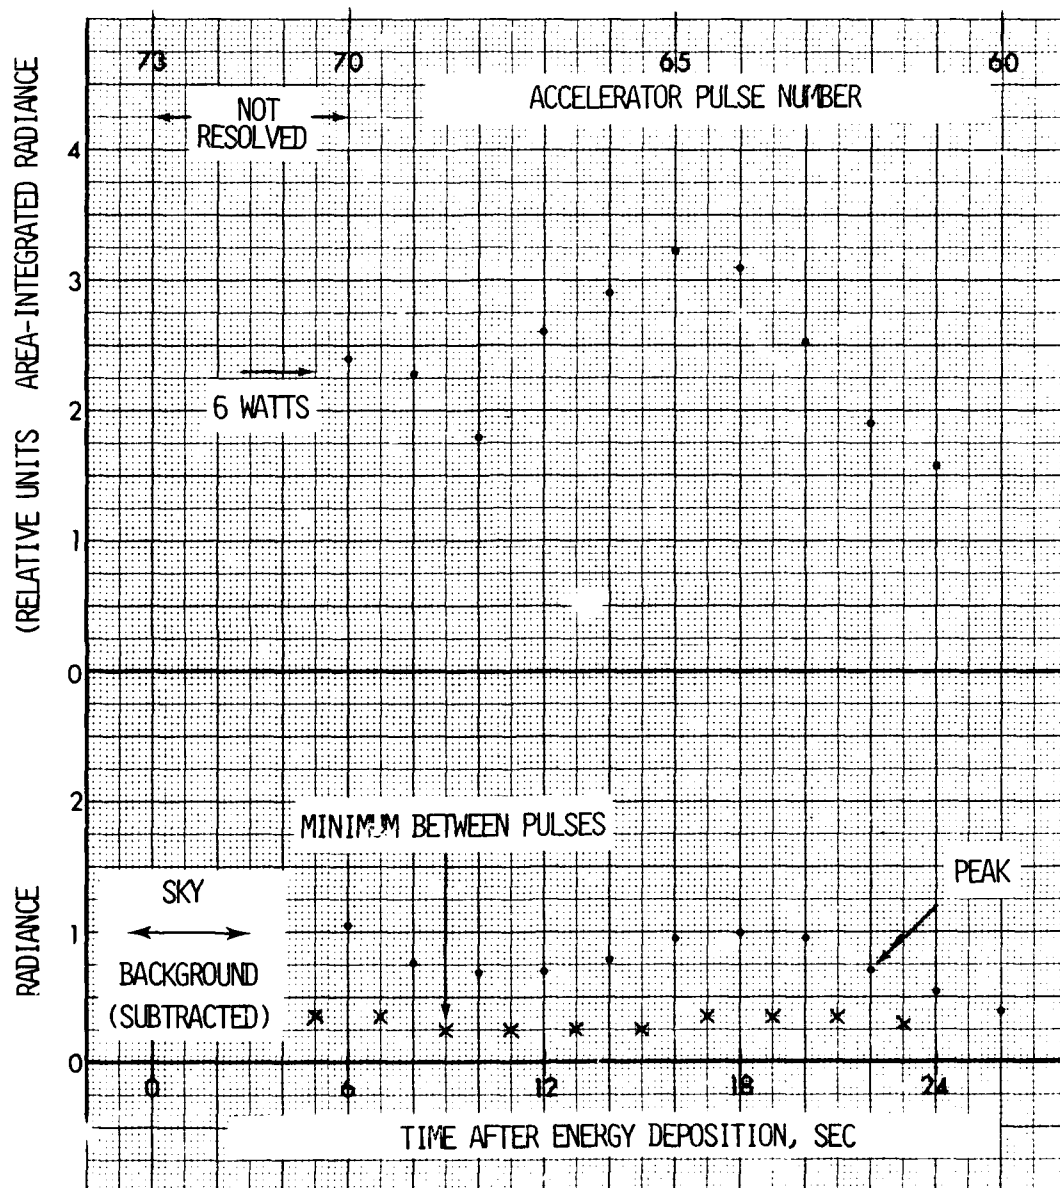 73 70 65 60
ACCELERATOR PULSE NUMBER
NOT
RESOLVED
(RELATIVE UNITS AREA-INTEGRATED RADIANCE
4
3
2
1
0
6 WATTS
RADIANCE
2
1
0
MINIMUM BETWEEN PULSES
PEAK
SKY
BACKGROUND
(SUBTRACTED)
0 6 12 18 24
TIME AFTER ENERGY DEPOSITION, SEC